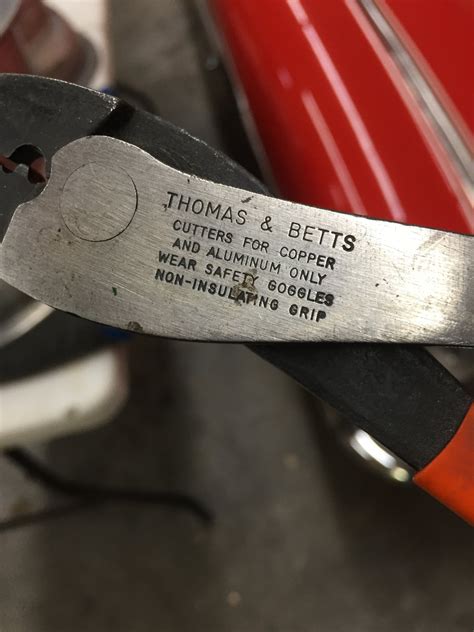 THOMAS & BETTS
CUTTERS FOR COPPER
AND ALUMINUM ONLY
WEAR SAFETY GOGGLES
NON-INSULATING GRIP